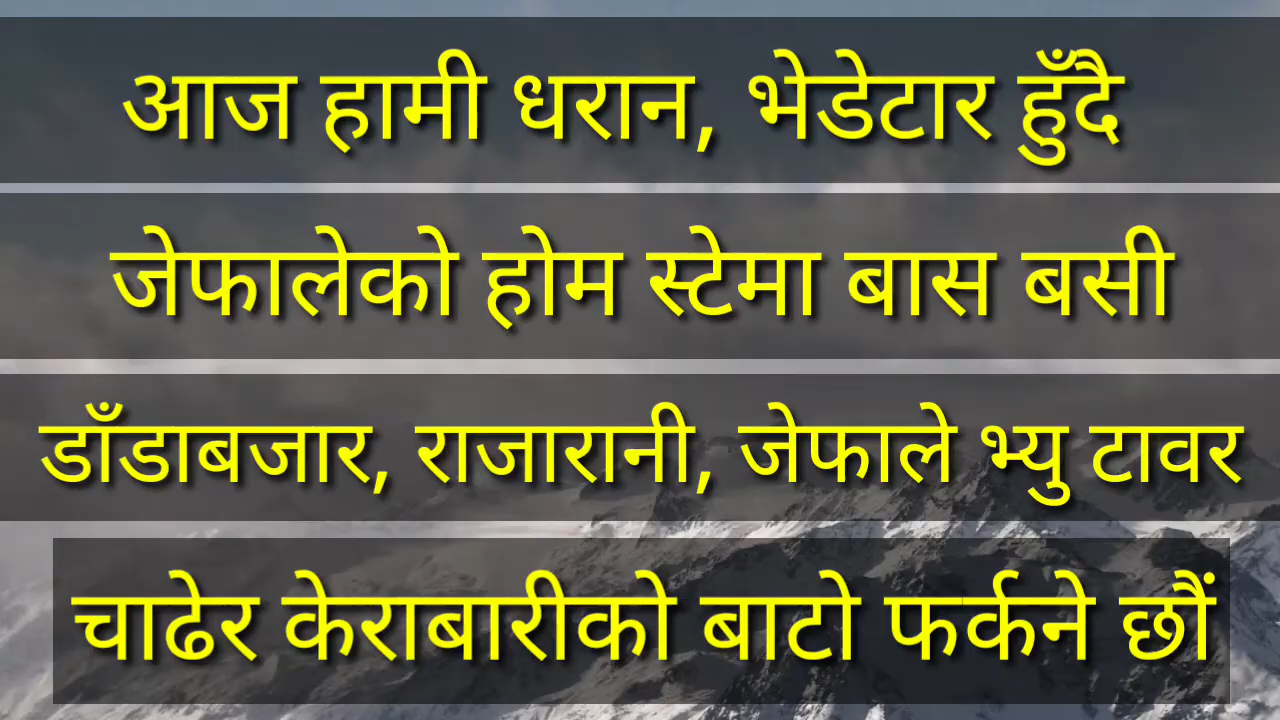 आज हामी धरान, भेडेटार हुँदै
जेफालेको होम स्टेमा बास बसी
डाँडाबजार, राजारानी, जेफाले भ्यु टावर
चाढेर केराबारीको बाटो फर्कने छौं